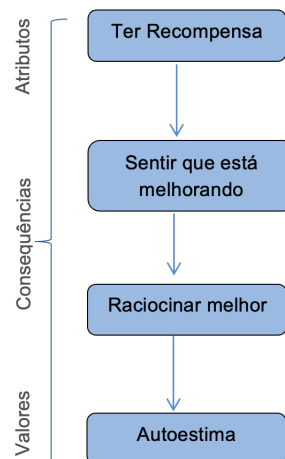 Atributos
Ter Recompensa
Consequências
Sentir que está
melhorando
Raciocinar melhor
Valores
Autoestima